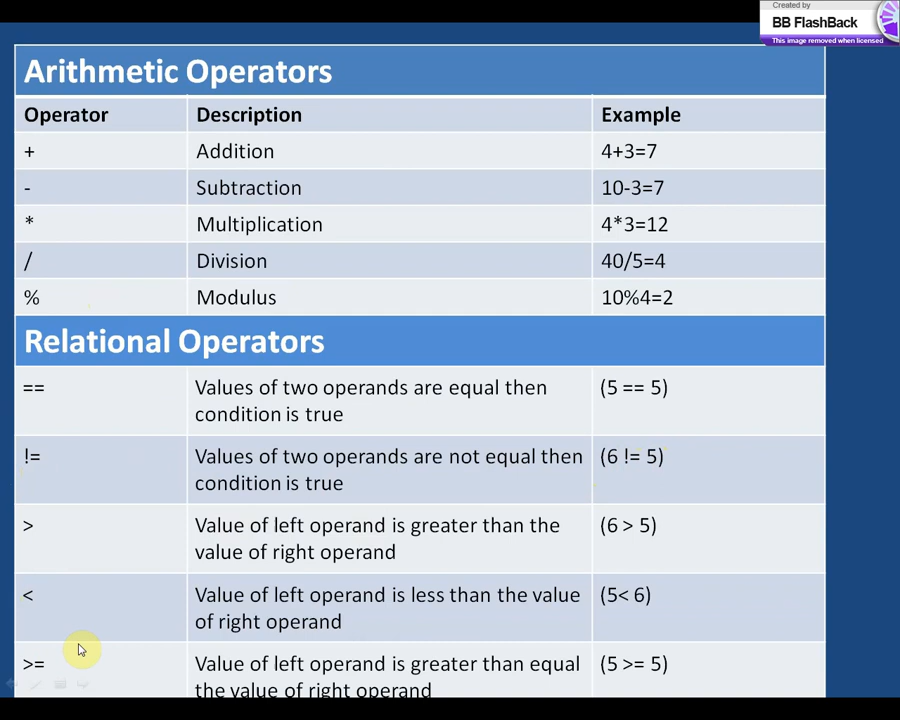 Created by
BB FlashBack
This image removed when licensed
Arithmetic Operators
Operator Description Example
+ Addition 4+3=7
- Subtraction 10-3=7
* Multiplication 4*3=12
/ Division 40/5=4
% Modulus 10%4=2
Relational Operators
== Values of two operands are equal then (5 == 5)
condition is true
!= Values of two operands are not equal then (6 != 5)
condition is true
> Value of left operand is greater than the (6 > 5)
value of right operand
< Value of left operand is less than the value (5< 6)
of right operand
>= Value of left operand is greater than equal (5 >= 5)
the value of right operand